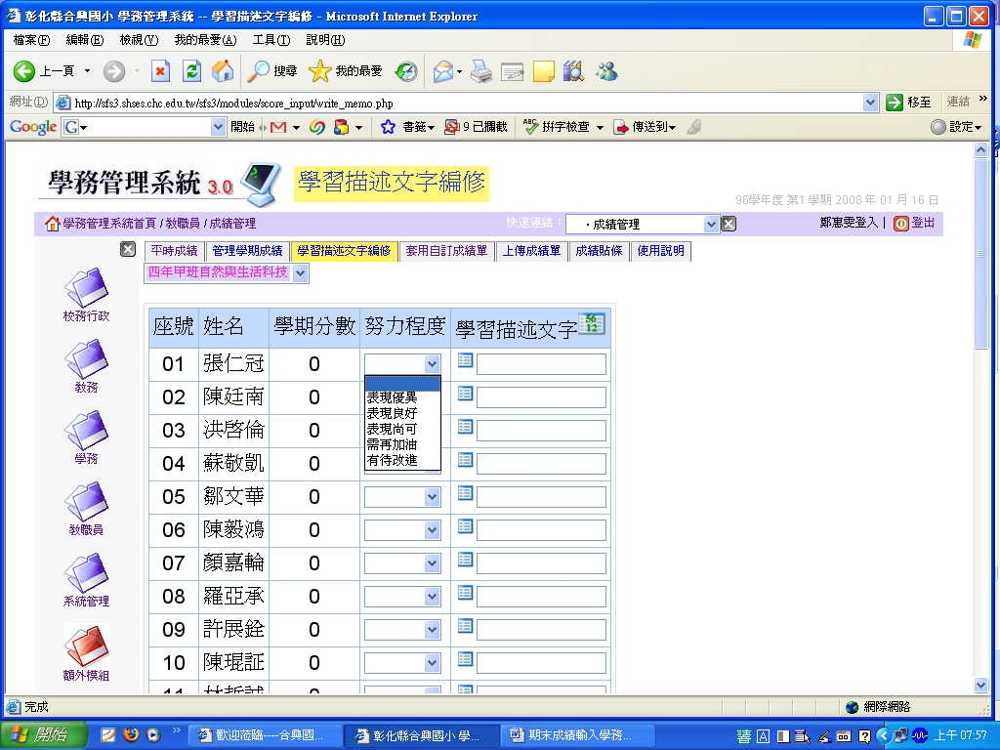 彰化縣合興國小 學務管理系統 -- 學習描述文字編修 - Microsoft Internet Explorer
檔案(F) 編輯(E) 檢視(V) 我的最愛(A) 工具(T) 說明(H)
上一頁 搜尋 我的最愛
網址(D) http://sfs3.shses.chc.edu.tw/sfs3/modules/score_input/write_memo.php 移至 連結 »
Google G 開始 書籤 9 已攔截 ABC 拼字檢查 傳送到 設定
學務管理系統 3.0 學習描述文字編修
96學年度 第1學期 2008 年 01 月 16 日
學務管理系統首頁 / 教職員 / 成績管理 快速連結： ．成績管理 鄭惠雯登入 | 登出
平時成績 管理學期成績 學習描述文字編修 套用自訂成績單 上傳成績單 成績貼條 使用說明
四年甲班自然與生活科技
校務行政
教務
學務
教職員
系統管理
額外模組
座號 姓名 學期分數 努力程度 學習描述文字 56 12
01 張仁冠 0
表現優異
表現良好
表現尚可
需再加油
有待改進
02 陳廷南 0
03 洪啓倫 0
04 蘇敬凱 0
05 鄒文華 0
06 陳毅鴻 0
07 顏嘉輪 0
08 羅亞承 0
09 許展銓 0
10 陳琨証 0
完成 網際網路
開始 » 歡迎蒞臨----合興國... 彰化縣合興國小 學... 期末成績輸入學務... 上午 07:57